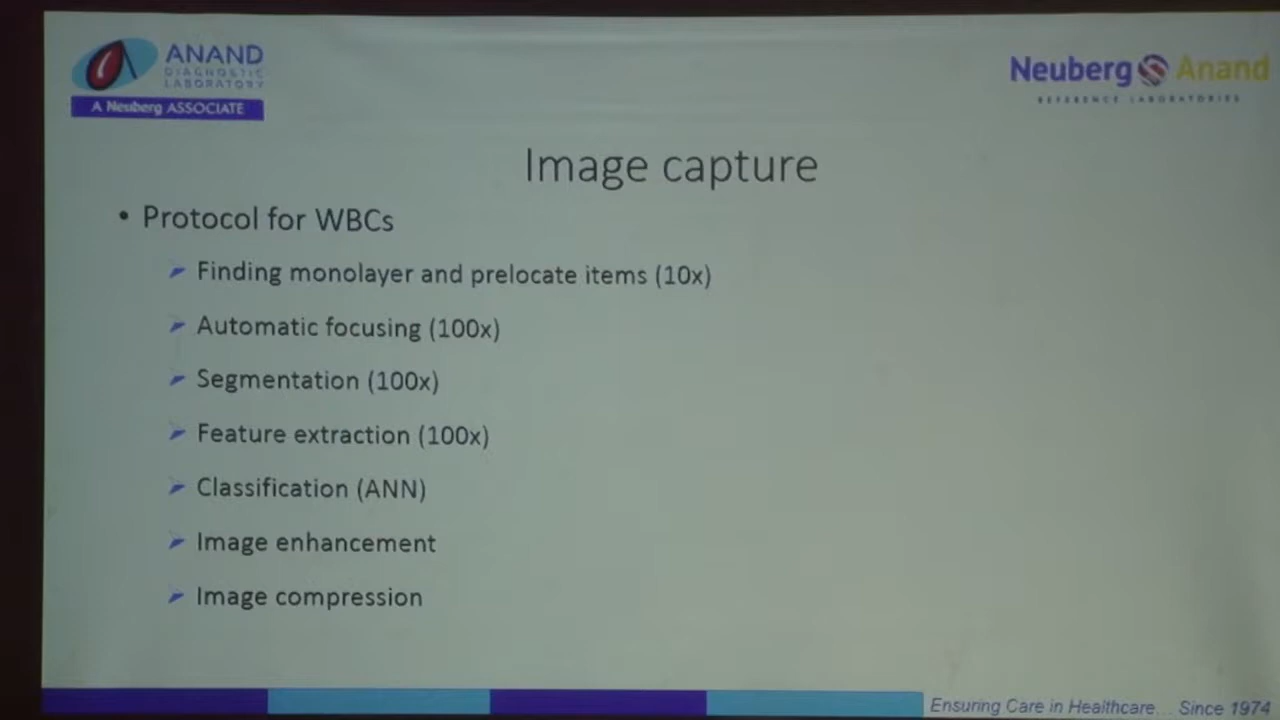 ANAND
DIAGNOSTIC
LABORATORY
A Neuberg ASSOCIATE
Neuberg Anand
REFERENCE LABORATORIES
Image capture
• Protocol for WBCs
Finding monolayer and prelocate items (10x)
Automatic focusing (100x)
Segmentation (100x)
Feature extraction (100x)
Classification (ANN)
Image enhancement
Image compression
Ensuring Care in Healthcare... Since 1974